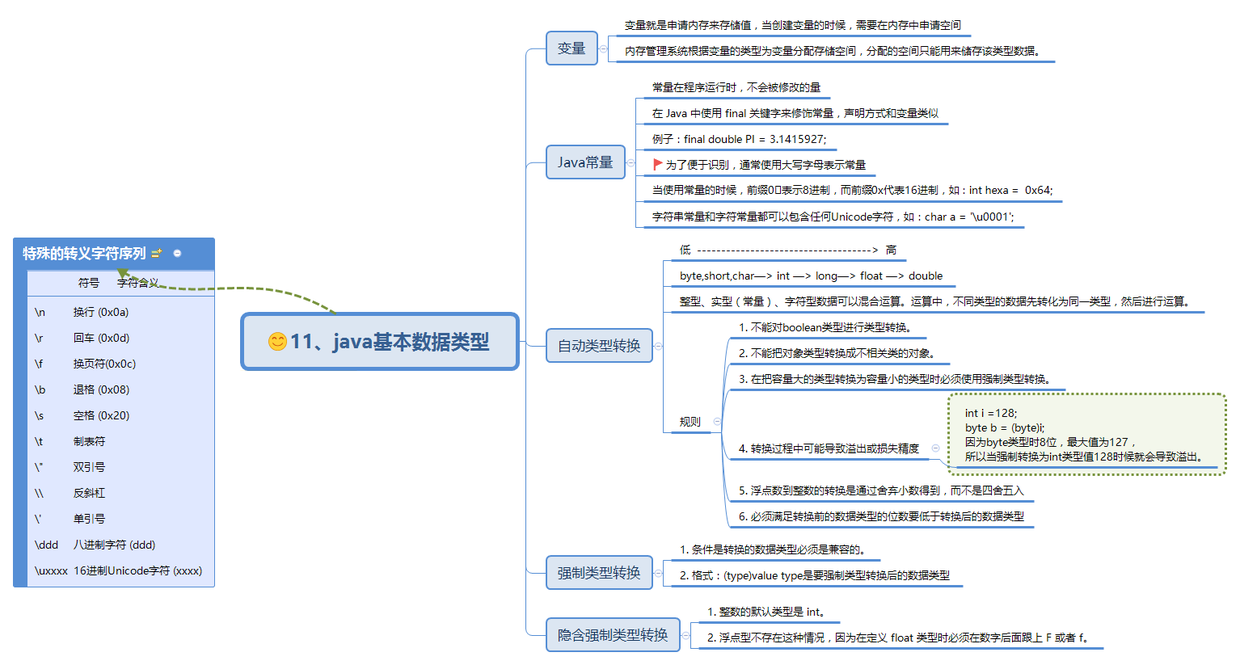 特殊的转义字符序列
符号 字符含义
\n 换行 (0x0a)
\r 回车 (0x0d)
\f 换页符(0x0c)
\b 退格 (0x08)
\s 空格 (0x20)
\t 制表符
\" 双引号
\\ 反斜杠
\' 单引号
\ddd 八进制字符 (ddd)
\uxxxx 16进制Unicode字符 (xxxx)
11、java基本数据类型
变量
变量就是申请内存来存储值，当创建变量的时候，需要在内存中申请空间
内存管理系统根据变量的类型为变量分配存储空间，分配的空间只能用来储存该类型数据。
Java常量
常量在程序运行时，不会被修改的量
在 Java 中使用 final 关键字来修饰常量，声明方式和变量类似
例子：final double PI = 3.1415927;
为了便于识别，通常使用大写字母表示常量
当使用常量的时候，前缀0表示8进制，而前缀0x代表16进制，如：int hexa = 0x64;
字符串常量和字符常量都可以包含任何Unicode字符，如：char a = '\u0001';
自动类型转换
低 ------------------------------------> 高
byte,short,char—> int —> long—> float —> double
整型、实型（常量）、字符型数据可以混合运算。运算中，不同类型的数据先转化为同一类型，然后进行运算。
规则
1. 不能对boolean类型进行类型转换。
2. 不能把对象类型转换成不相关类的对象。
3. 在把容量大的类型转换为容量小的类型时必须使用强制类型转换。
4. 转换过程中可能导致溢出或损失精度
int i =128;
byte b = (byte)i;
因为byte类型时8位，最大值为127，
所以当强制转换为int类型值128时候就会导致溢出。
5. 浮点数到整数的转换是通过舍弃小数得到，而不是四舍五入
6. 必须满足转换前的数据类型的位数要低于转换后的数据类型
强制类型转换
1. 条件是转换的数据类型必须是兼容的。
2. 格式：(type)value type是要强制类型转换后的数据类型
隐含强制类型转换
1. 整数的默认类型是 int。
2. 浮点型不存在这种情况，因为在定义 float 类型时必须在数字后面跟上 F 或者 f。